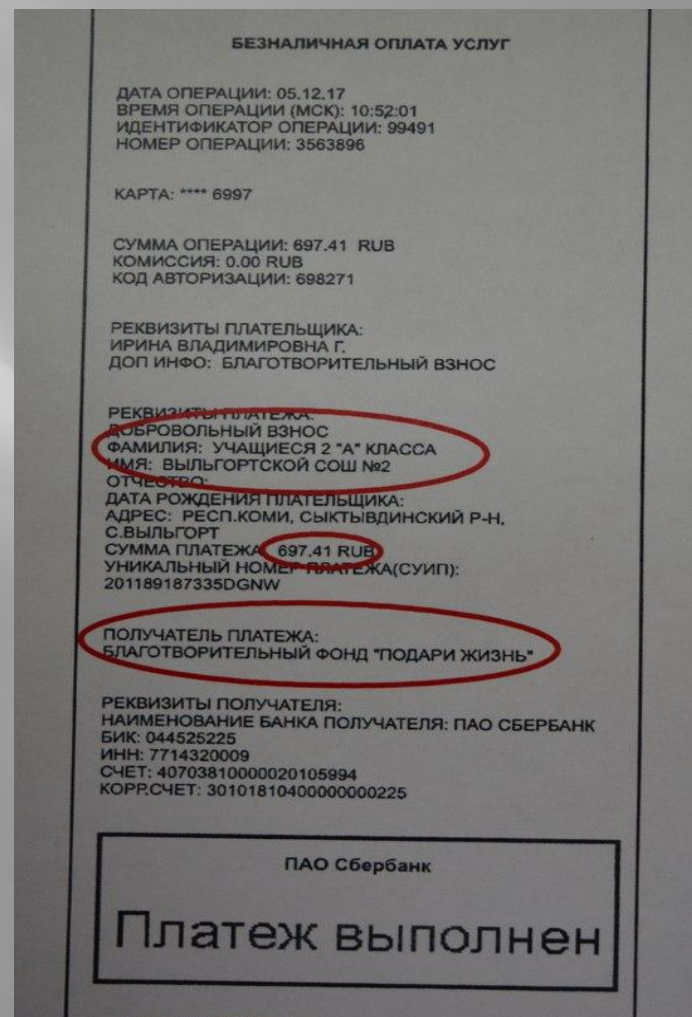 БЕЗНАЛИЧНАЯ ОПЛАТА УСЛУГ
ДАТА ОПЕРАЦИИ: 05.12.17
ВРЕМЯ ОПЕРАЦИИ (МСК): 10:52:01
ИДЕНТИФИКАТОР ОПЕРАЦИИ: 99491
НОМЕР ОПЕРАЦИИ: 3563896
КАРТА: **** 6997
СУММА ОПЕРАЦИИ: 697.41 RUB
КОМИССИЯ: 0.00 RUB
КОД АВТОРИЗАЦИИ: 698271
РЕКВИЗИТЫ ПЛАТЕЛЬЩИКА:
ИРИНА ВЛАДИМИРОВНА Г.
ДОП ИНФО: БЛАГОТВОРИТЕЛЬНЫЙ ВЗНОС
РЕКВИЗИТЫ ПЛАТЕЖА:
ДОБРОВОЛЬНЫЙ ВЗНОС
ФАМИЛИЯ: УЧАЩИЕСЯ 2 "А" КЛАССА
ИМЯ: ВЫЛЬГОРТСКОЙ СОШ №2
ОТЧЕСТВО:
ДАТА РОЖДЕНИЯ ПЛАТЕЛЬЩИКА:
АДРЕС: РЕСП.КОМИ, СЫКТЫВДИНСКИЙ Р-Н,
С.ВЫЛЬГОРТ
СУММА ПЛАТЕЖА: 697.41 RUB
УНИКАЛЬНЫЙ НОМЕР ПЛАТЕЖА(СУИП):
201189187335DGNW
ПОЛУЧАТЕЛЬ ПЛАТЕЖА:
БЛАГОТВОРИТЕЛЬНЫЙ ФОНД "ПОДАРИ ЖИЗНЬ"
РЕКВИЗИТЫ ПОЛУЧАТЕЛЯ:
НАИМЕНОВАНИЕ БАНКА ПОЛУЧАТЕЛЯ: ПАО СБЕРБАНК
БИК: 044525225
ИНН: 7714320009
СЧЕТ: 40703810000020105994
КОРР.СЧЕТ: 30101810400000000225
ПАО Сбербанк
Платеж выполнен